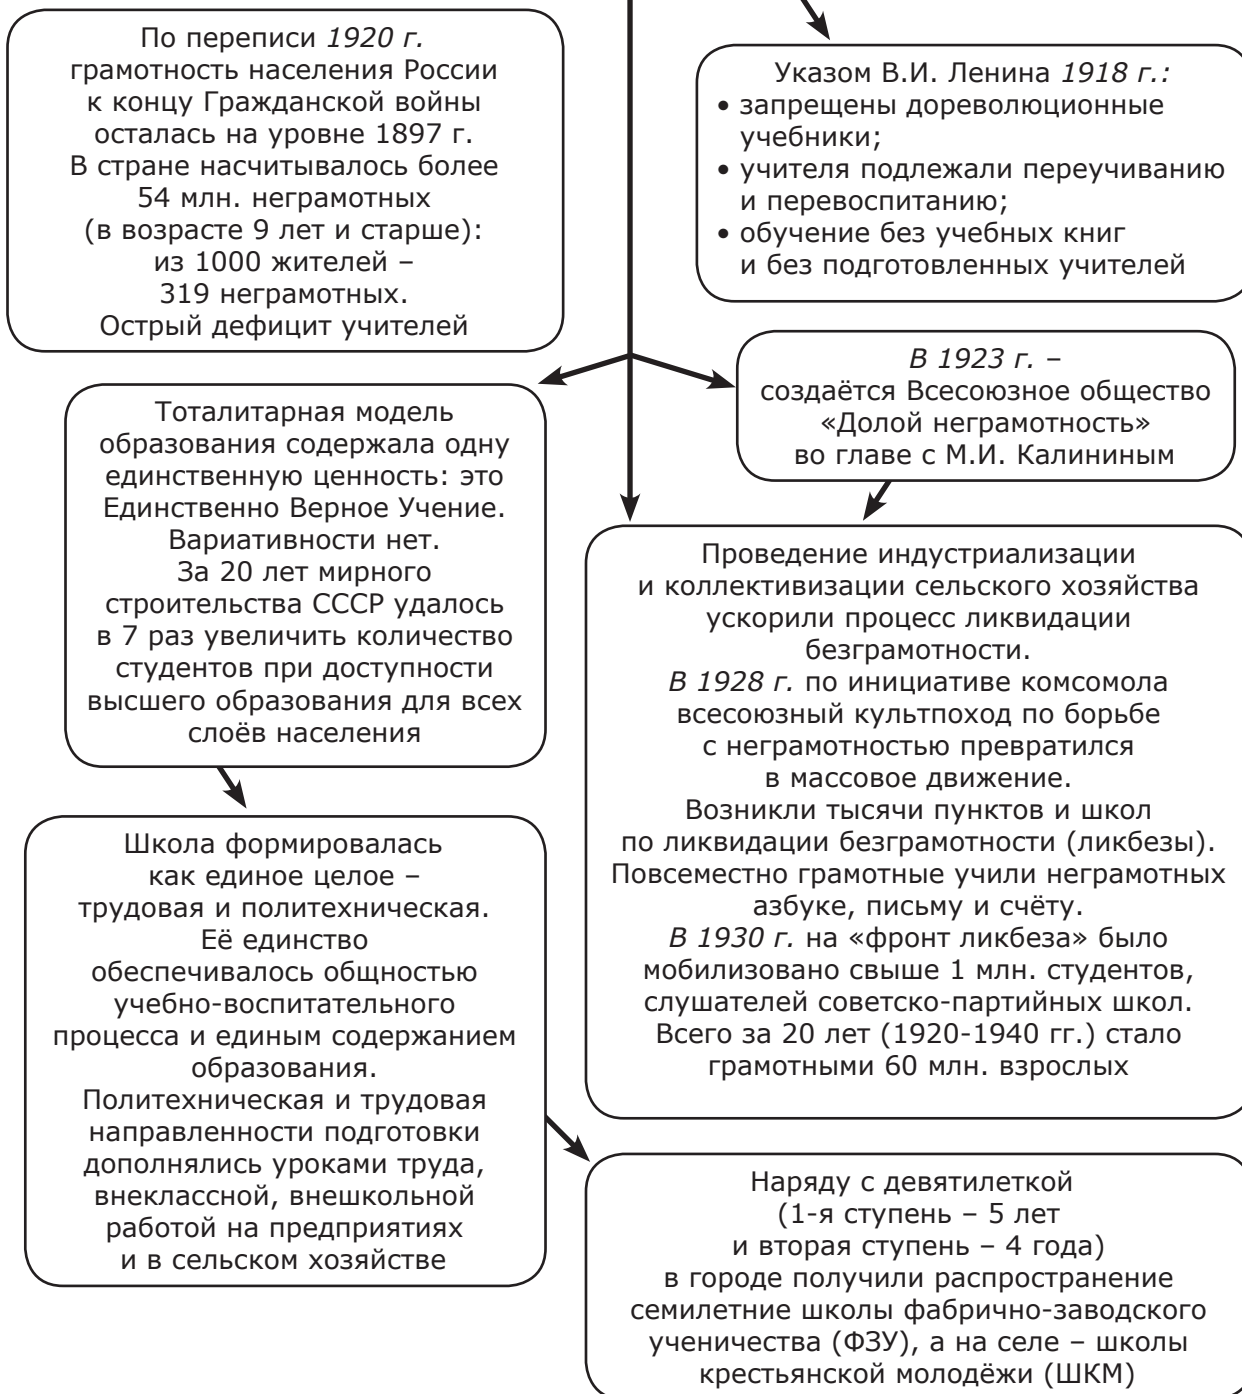 По переписи 1920 г.
грамотность населения России
к концу Гражданской войны
осталась на уровне 1897 г.
В стране насчитывалось более
54 млн. неграмотных
(в возрасте 9 лет и старше):
из 1000 жителей –
319 неграмотных.
Острый дефицит учителей
Указом В.И. Ленина 1918 г.:
• запрещены дореволюционные
учебники;
• учителя подлежали переучиванию
и перевоспитанию;
• обучение без учебных книг
и без подготовленных учителей
В 1923 г. –
создаётся Всесоюзное общество
«Долой неграмотность»
во главе с М.И. Калининым
Тоталитарная модель
образования содержала одну
единственную ценность: это
Единственно Верное Учение.
Вариативности нет.
За 20 лет мирного
строительства СССР удалось
в 7 раз увеличить количество
студентов при доступности
высшего образования для всех
слоёв населения
Проведение индустриализации
и коллективизации сельского хозяйства
ускорили процесс ликвидации
безграмотности.
В 1928 г. по инициативе комсомола
всесоюзный культпоход по борьбе
с неграмотностью превратился
в массовое движение.
Возникли тысячи пунктов и школ
по ликвидации безграмотности (ликбезы).
Повсеместно грамотные учили неграмотных
азбуке, письму и счёту.
В 1930 г. на «фронт ликбеза» было
мобилизовано свыше 1 млн. студентов,
слушателей советско-партийных школ.
Всего за 20 лет (1920-1940 гг.) стало
грамотными 60 млн. взрослых
Школа формировалась
как единое целое –
трудовая и политехническая.
Её единство
обеспечивалось общностью
учебно-воспитательного
процесса и единым содержанием
образования.
Политехническая и трудовая
направленности подготовки
дополнялись уроками труда,
внеклассной, внешкольной
работой на предприятиях
и в сельском хозяйстве
Наряду с девятилеткой
(1-я ступень – 5 лет
и вторая ступень – 4 года)
в городе получили распространение
семилетние школы фабрично-заводского
ученичества (ФЗУ), а на селе – школы
крестьянской молодёжи (ШКМ)